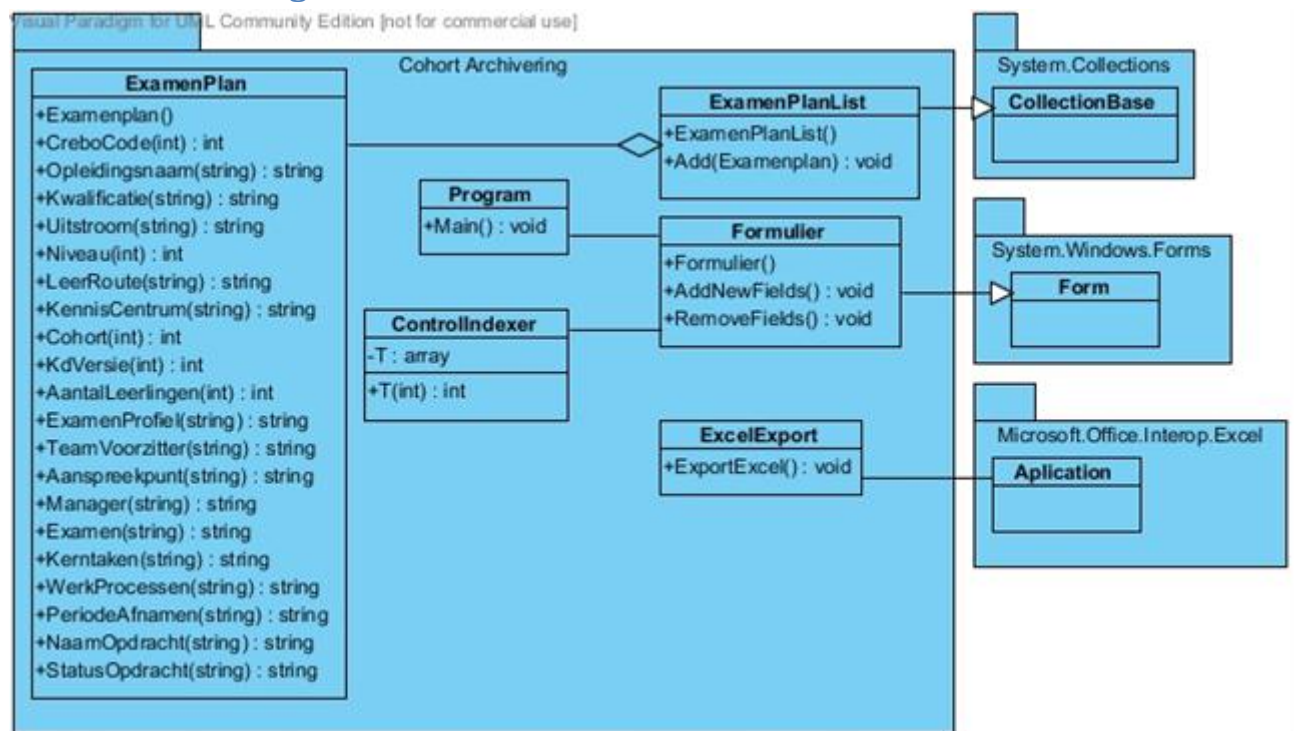 Visual Paradigm for UML Community Edition [not for commercial use]
Cohort Archivering
ExamenPlan
+Examenplan()
+CreboCode(int) : int
+Opleidingsnaam(string) : string
+Kwalificatie(string) : string
+Uitstroom(string) : string
+Niveau(int) : int
+LeerRoute(string) : string
+KennisCentrum(string) : string
+Cohort(int) : int
+KdVersie(int) : int
+AantalLeerlingen(int) : int
+ExamenProfiel(string) : string
+TeamVoorzitter(string) : string
+Aanspreekpunt(string) : string
+Manager(string) : string
+Examen(string) : string
+Kerntaken(string) : string
+WerkProcessen(string) : string
+PeriodeAfnamen(string) : string
+NaamOpdracht(string) : string
+StatusOpdracht(string) : string
ExamenPlanList
+ExamenPlanList()
+Add(Examenplan) : void
Program
+Main() : void
Formulier
+Formulier()
+AddNewFields() : void
+RemoveFields() : void
ControlIndexer
-T : array
+T(int) : int
ExcelExport
+ExportExcel() : void
System.Collections
CollectionBase
System.Windows.Forms
Form
Microsoft.Office.Interop.Excel
Aplication